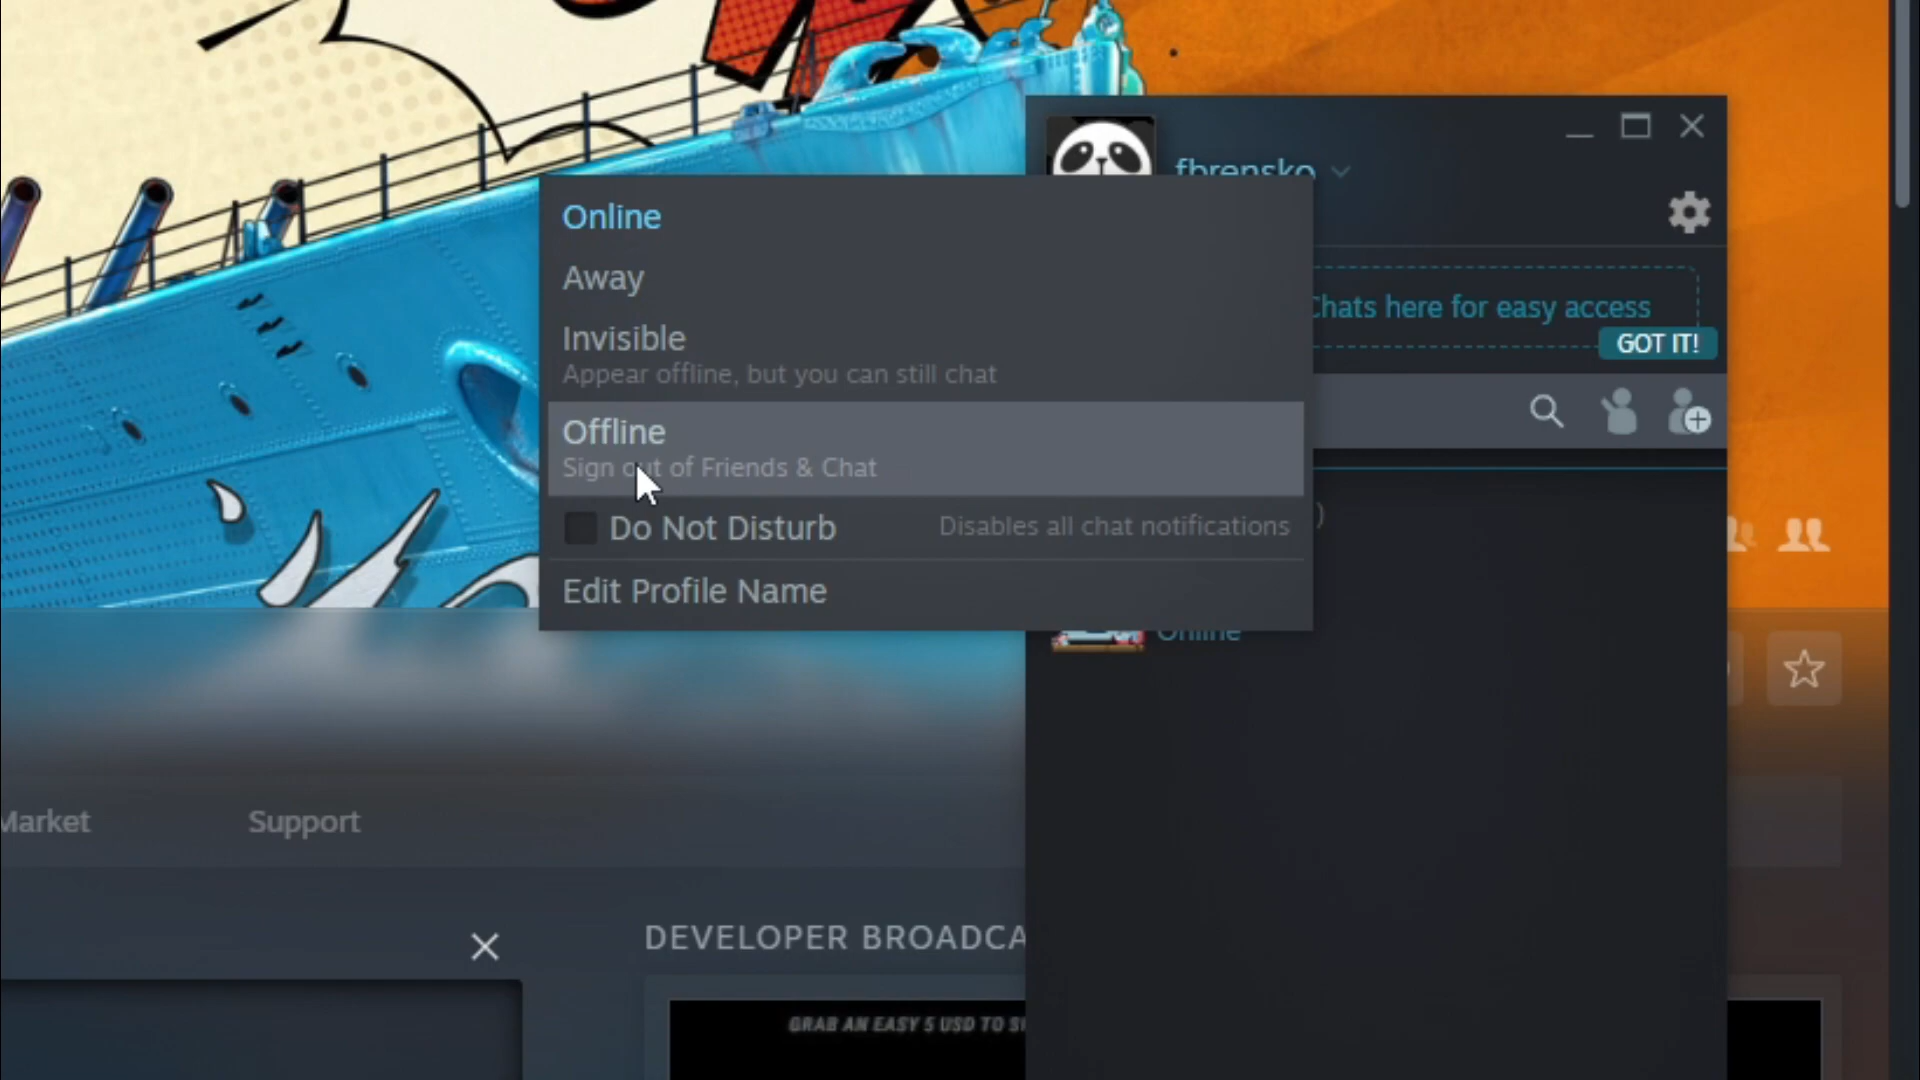 fbrensko
Online
Away
Invisible
Appear offline, but you can still chat
Offline
Sign out of Friends & Chat
Do Not Disturb
Disables all chat notifications
Edit Profile Name
Chats here for easy access
GOT IT!
)
Online
Market
Support
DEVELOPER BROADCA
GRAB AN EASY 5 USD TO